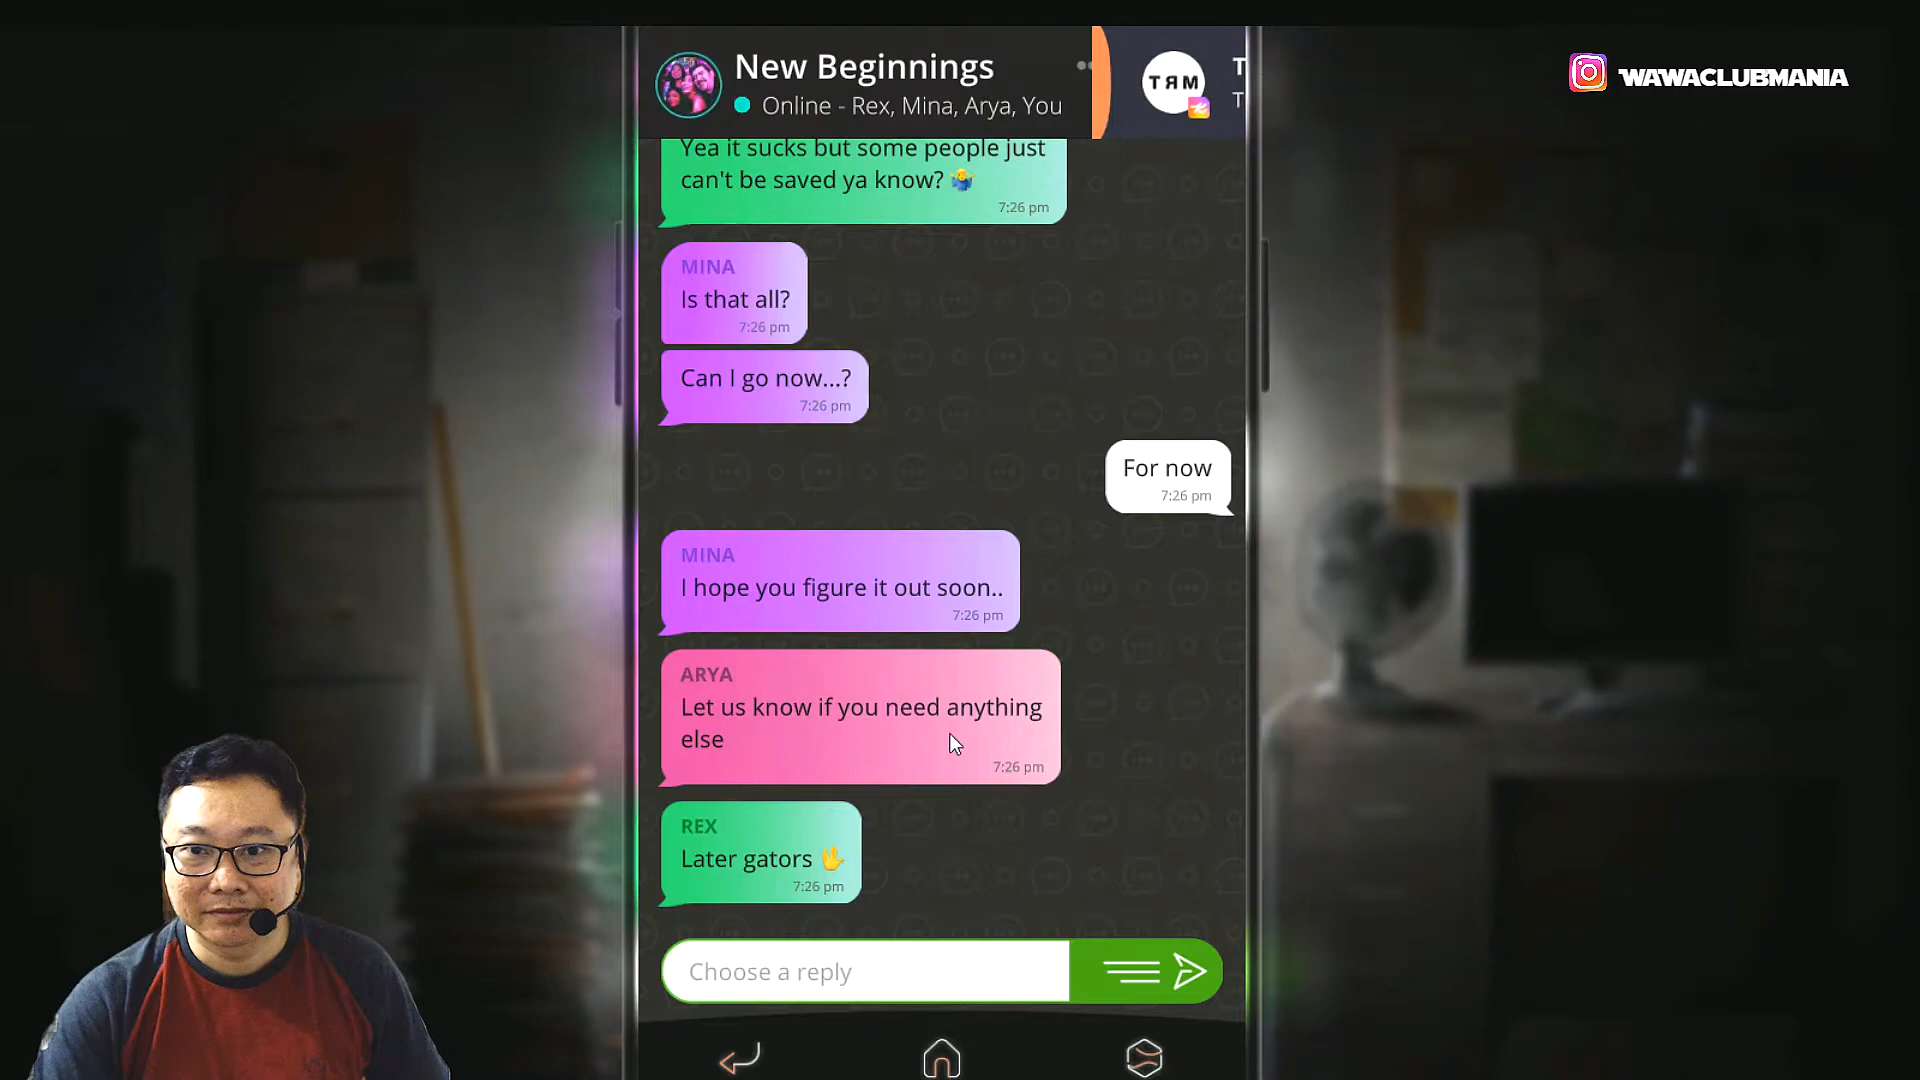 New Beginnings
Online - Rex, Mina, Arya, You
TЯM
T
T
WAWACLUBMANIA
Yea it sucks but some people just
can't be saved ya know? 🤷‍♂️
7:26 pm
MINA
Is that all?
7:26 pm
Can I go now...?
7:26 pm
For now
7:26 pm
MINA
I hope you figure it out soon..
7:26 pm
ARYA
Let us know if you need anything
else
7:26 pm
REX
Later gators 🖖
7:26 pm
Choose a reply